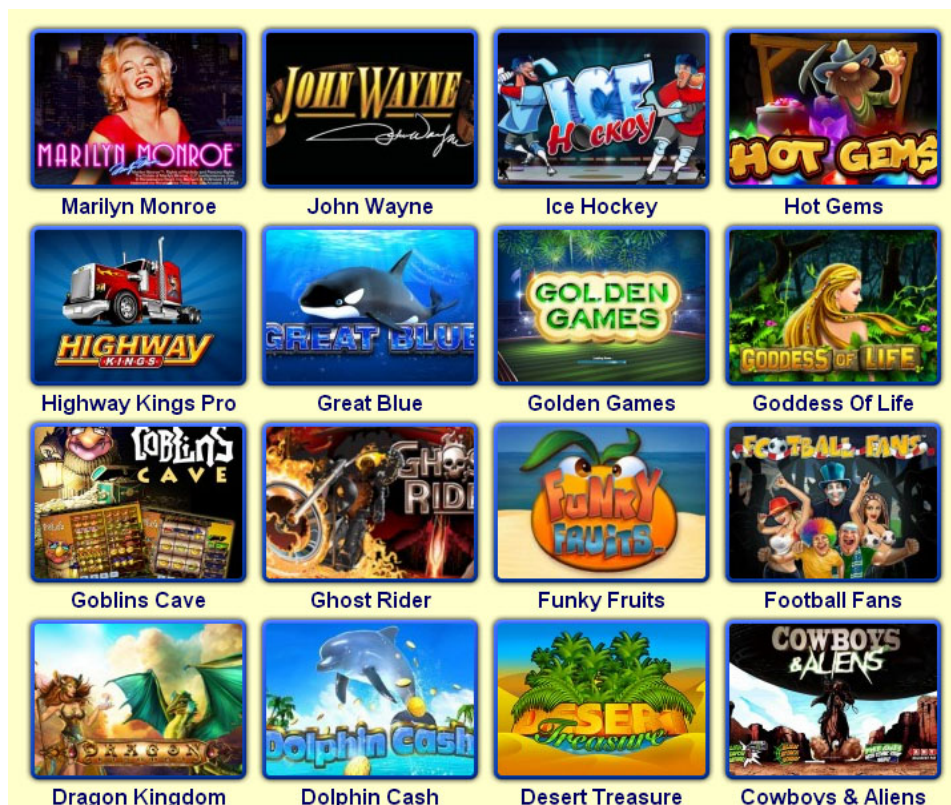 MARILYN MONROE
JOHN WAYNE
ICE
HOCKEY
HOT GEMS
Marilyn Monroe
John Wayne
Ice Hockey
Hot Gems
HIGHWAY
KINGS
GREAT BLUE
GOLDEN
GAMES
GODDESS OF LIFE
Highway Kings Pro
Great Blue
Golden Games
Goddess Of Life
GOBLINS
CAVE
GHOS
RIDE
FUNKY
FRUITS
FOOTBALL FANS
Goblins Cave
Ghost Rider
Funky Fruits
Football Fans
DRAGON
Dolphin Cash
DESERT
Treasure
COWBOYS
& ALIENS
Dragon Kingdom
Dolphin Cash
Desert Treasure
Cowboys & Aliens